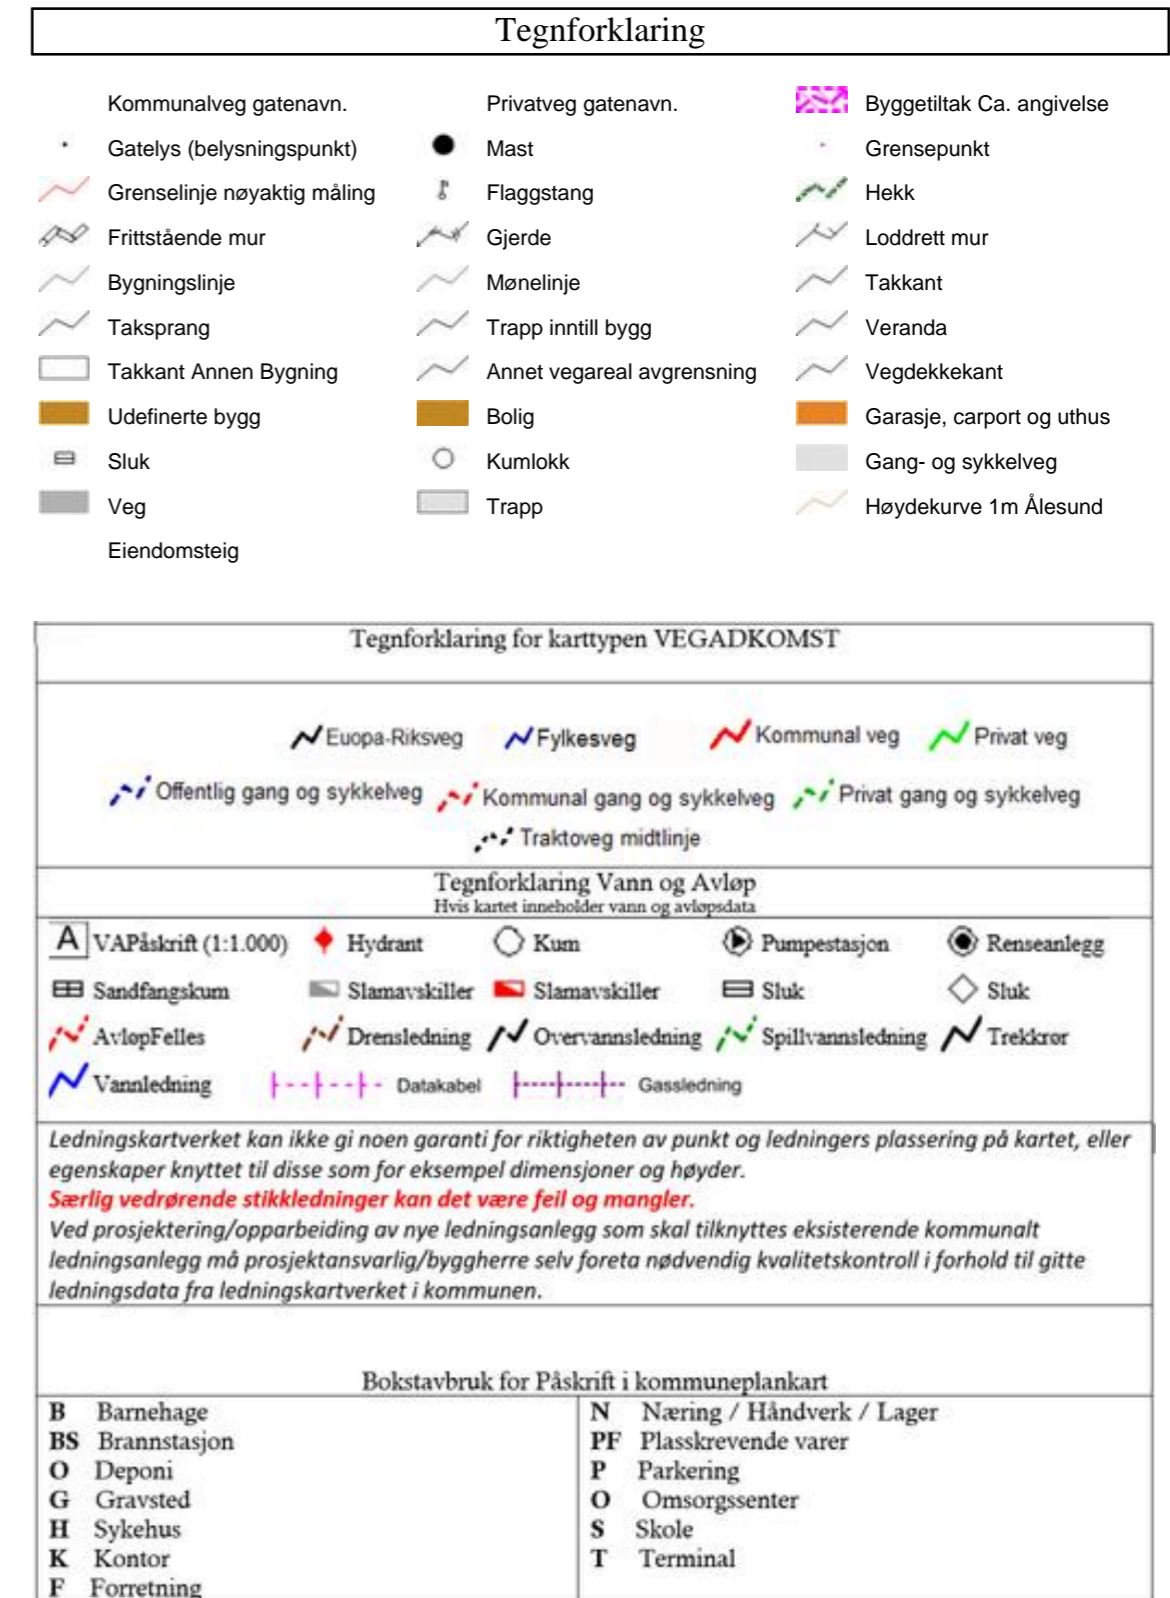 Tegnforklaring
Kommunalveg gatenavn. Privatveg gatenavn. Byggetiltak Ca. angivelse
Gatelys (belysningspunkt) Mast Grensepunkt
Grenselinje nøyaktig måling Flaggstang Hekk
Frittstående mur Gjerde Loddrett mur
Bygningslinje Mønelinje Takkant
Taksprang Trapp inntill bygg Veranda
Takkant Annen Bygning Annet vegareal avgrensning Vegdekkekant
Udefinerte bygg Bolig Garasje, carport og uthus
Sluk Kumlokk Gang- og sykkelveg
Veg Trapp Høydekurve 1m Ålesund
Eiendomsteig
Tegnforklaring for karttypen VEGADKOMST
Euopa-Riksveg Fylkesveg Kommunal veg Privat veg
Offentlig gang og sykkelveg Kommunal gang og sykkelveg Privat gang og sykkelveg
Traktoveg midtlinje
Tegnforklaring Vann og Avløp
Hvis kartet inneholder vann og avløpsdata
A VAPåskrift (1:1.000) Hydrant Kum Pumpestasjon Renseanlegg
Sandfangskum Slamavskiller Slamavskiller Sluk Sluk
AvløpFelles Drensledning Overvannsledning Spillvannsledning Trekkrør
Vannledning Datakabel Gassledning
Ledningskartverket kan ikke gi noen garanti for riktigheten av punkt og ledningers plassering på kartet, eller
egenskaper knyttet til disse som for eksempel dimensjoner og høyder.
Særlig vedrørende stikkledninger kan det være feil og mangler.
Ved prosjektering/opparbeiding av nye ledningsanlegg som skal tilknyttes eksisterende kommunalt
ledningsanlegg må prosjektansvarlig/byggherre selv foreta nødvendig kvalitetskontroll i forhold til gitte
ledningsdata fra ledningskartverket i kommunen.
Bokstavbruk for Påskrift i kommuneplankart
B Barnehage
BS Brannstasjon
O Deponi
G Gravsted
H Sykehus
K Kontor
F Forretning
N Næring / Håndverk / Lager
PF Plasskrevende varer
P Parkering
O Omsorgssenter
S Skole
T Terminal